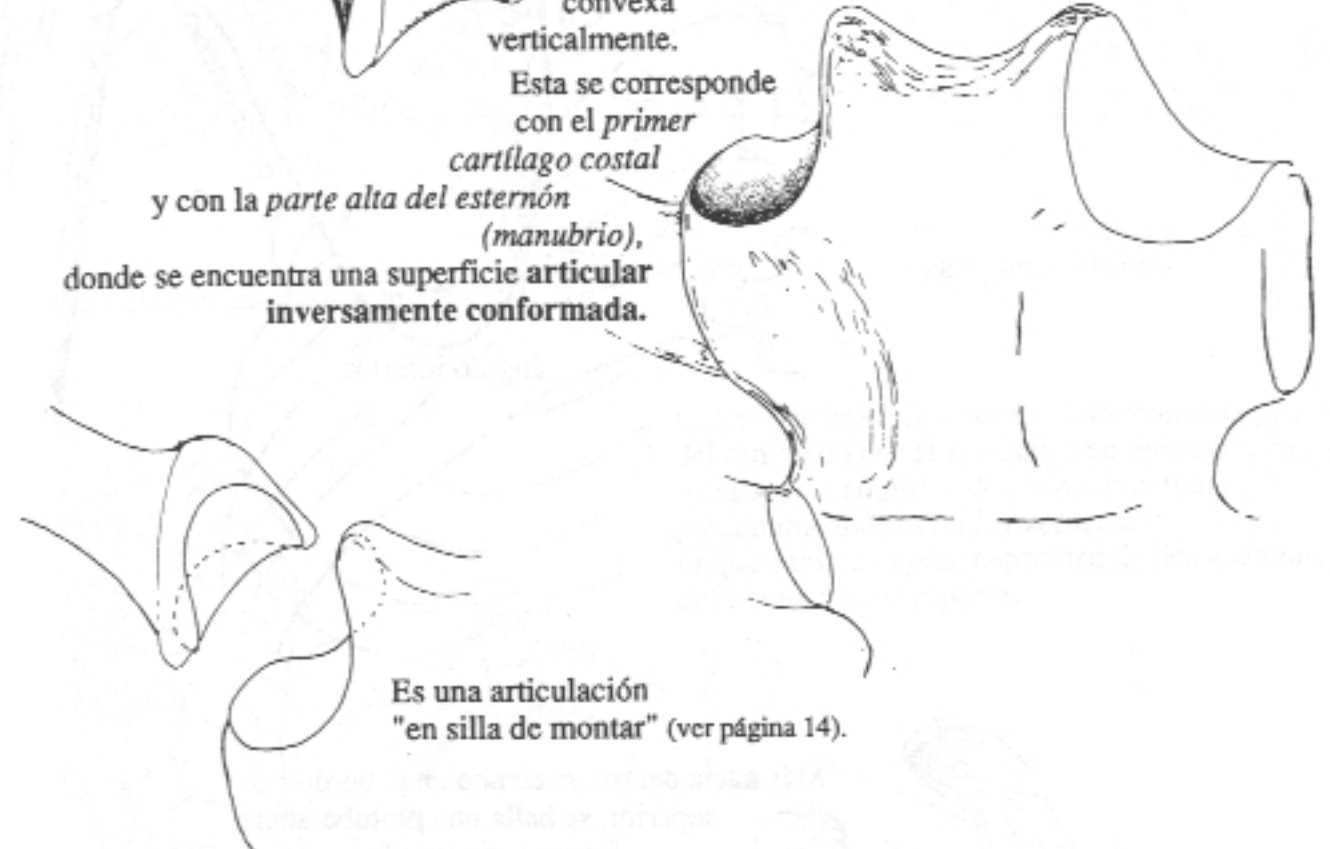 convexa
verticalmente.
Esta se corresponde
con el primer
cartílago costal
y con la parte alta del esternón
(manubrio),
donde se encuentra una superficie articular
inversamente conformada.
Es una articulación
"en silla de montar" (ver página 14).